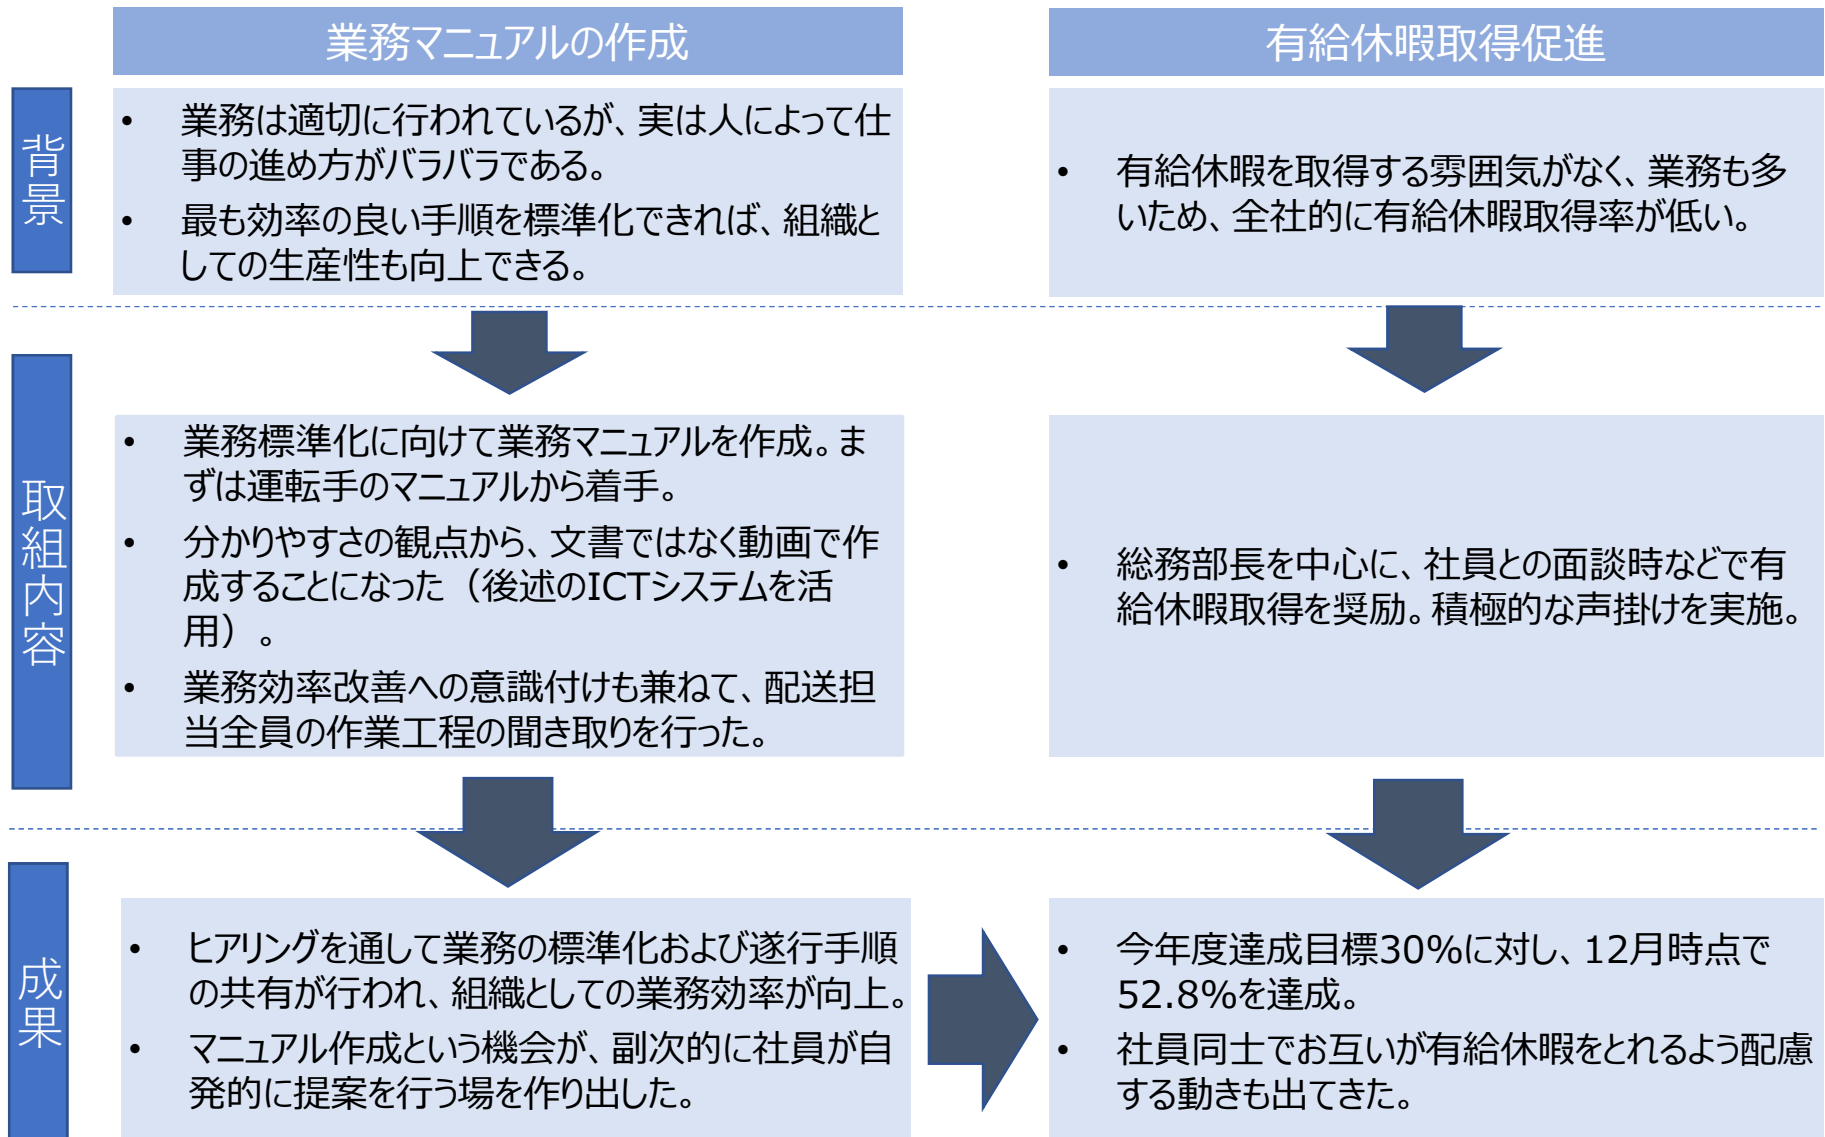 業務マニュアルの作成
有給休暇取得促進
背景
• 業務は適切に行われているが、実は人によって仕
事の進め方がバラバラである。
• 最も効率の良い手順を標準化できれば、組織と
しての生産性も向上できる。
• 有給休暇を取得する雰囲気がなく、業務も多
いため、全社的に有給休暇取得率が低い。
取組内容
• 業務標準化に向けて業務マニュアルを作成。ま
ずは運転手のマニュアルから着手。
• 分かりやすさの観点から、文書ではなく動画で作
成することになった（後述のICTシステムを活
用）。
• 業務効率改善への意識付けも兼ねて、配送担
当全員の作業工程の聞き取りを行った。
• 総務部長を中心に、社員との面談時などで有
給休暇取得を奨励。積極的な声掛けを実施。
成果
• ヒアリングを通して業務の標準化および遂行手順
の共有が行われ、組織としての業務効率が向上。
• マニュアル作成という機会が、副次的に社員が自
発的に提案を行う場を作り出した。
• 今年度達成目標30%に対し、12月時点で
52.8%を達成。
• 社員同士でお互いが有給休暇をとれるよう配慮
する動きも出てきた。